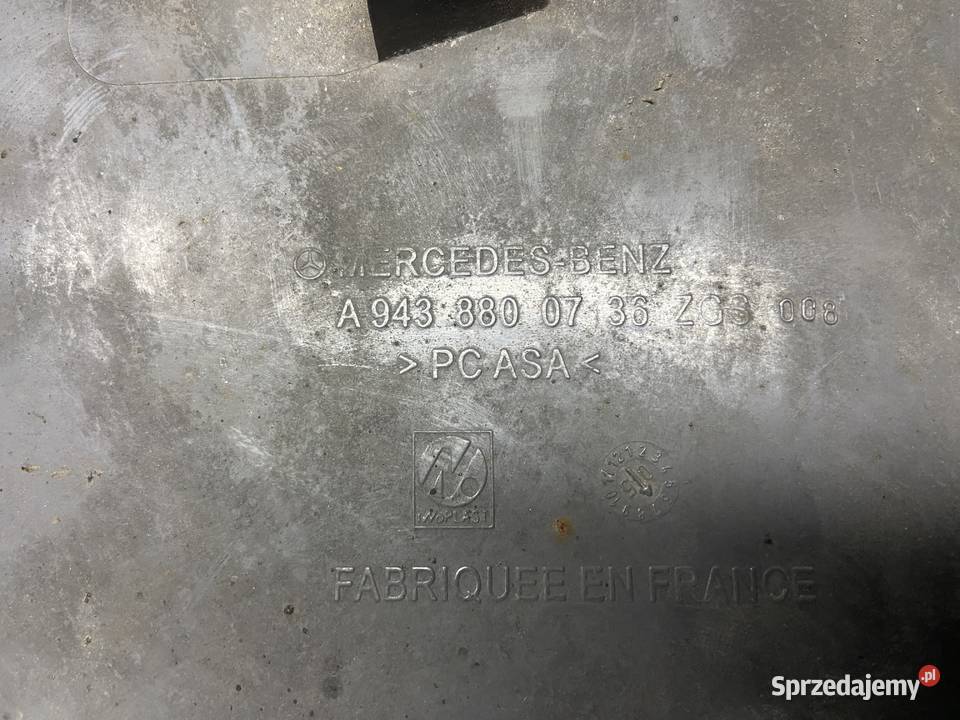 MERCEDES-BENZ
A 943 880 07 36 ZGS 008
> PC ASA <
FABRIQUEE EN FRANCE
Sprzedajemy.pl